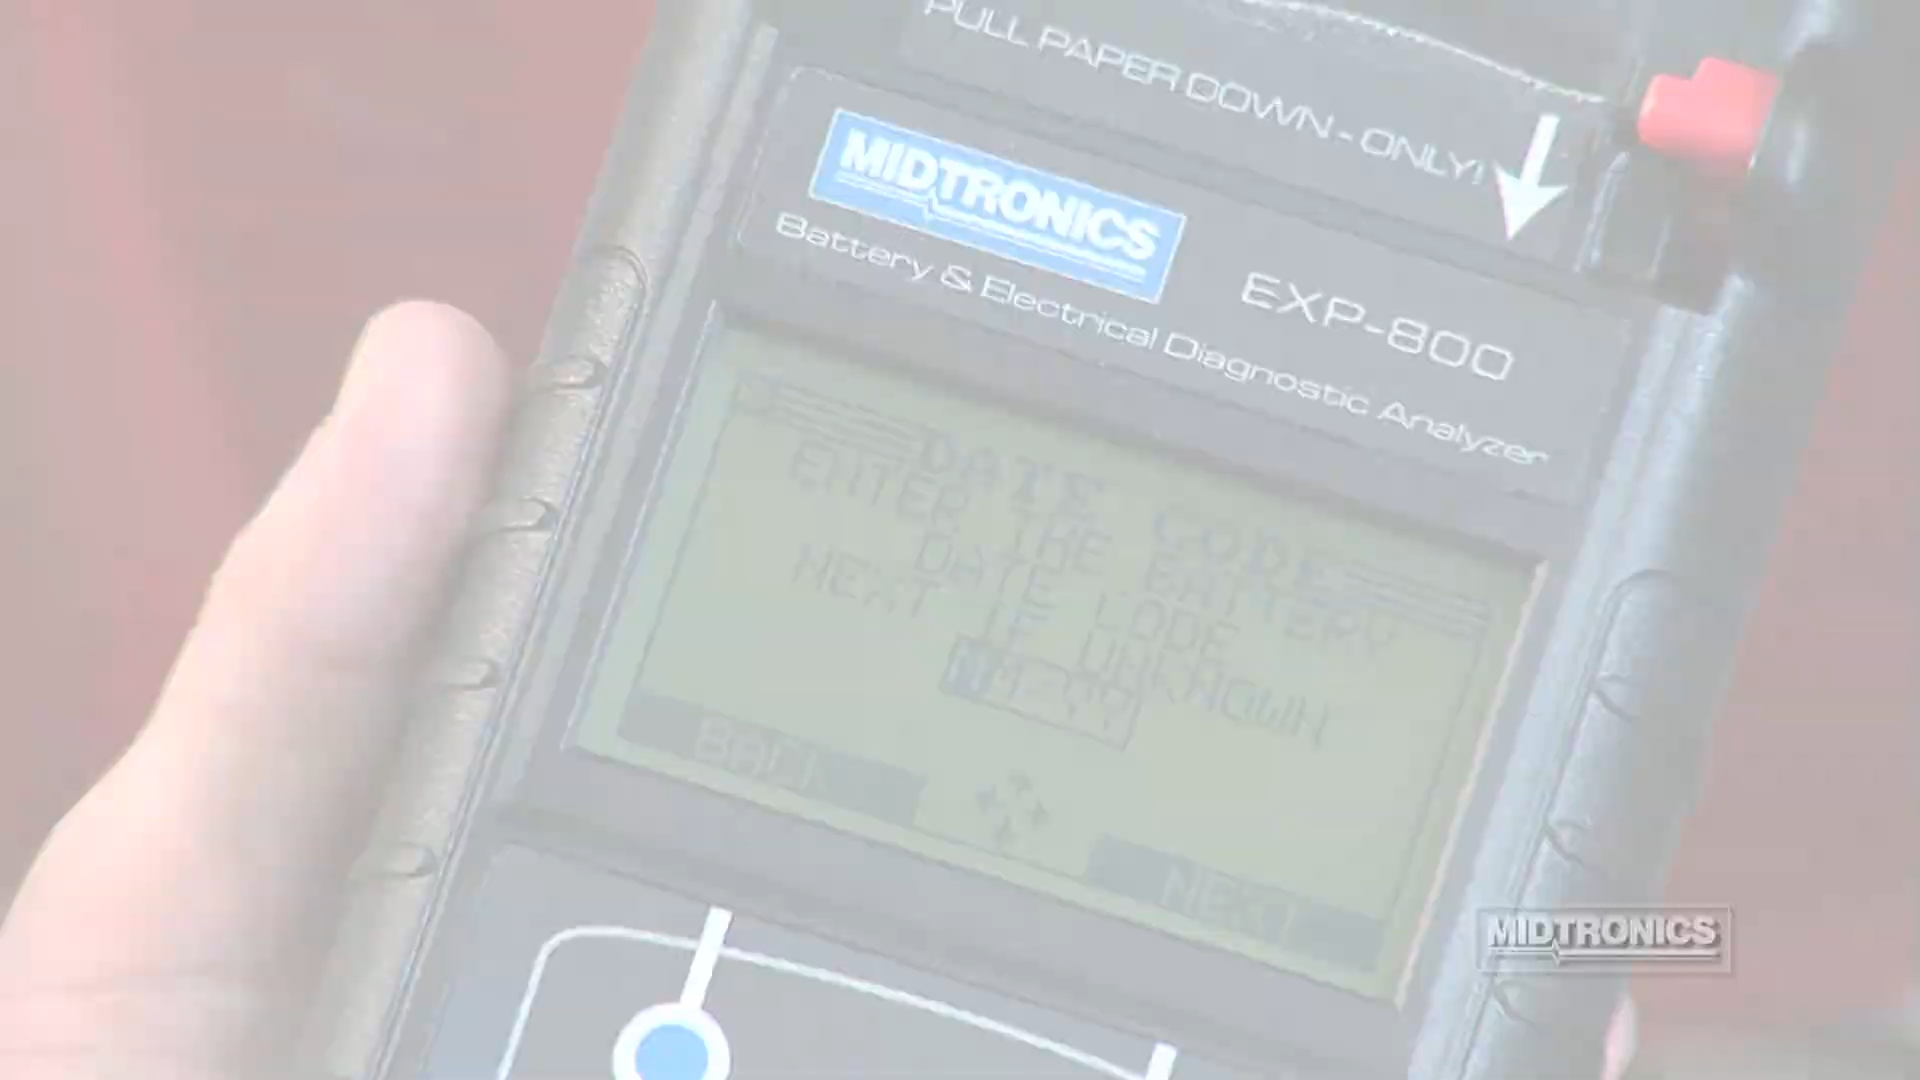 PULL PAPER DOWN - ONLY!
MIDTRONICS
EXP-800
Battery & Electrical Diagnostic Analyzer
DATE CODE
ENTER THE BATTERY
DATE CODE
NEXT IF UNKNOWN
BACK
NEXT
MIDTRONICS